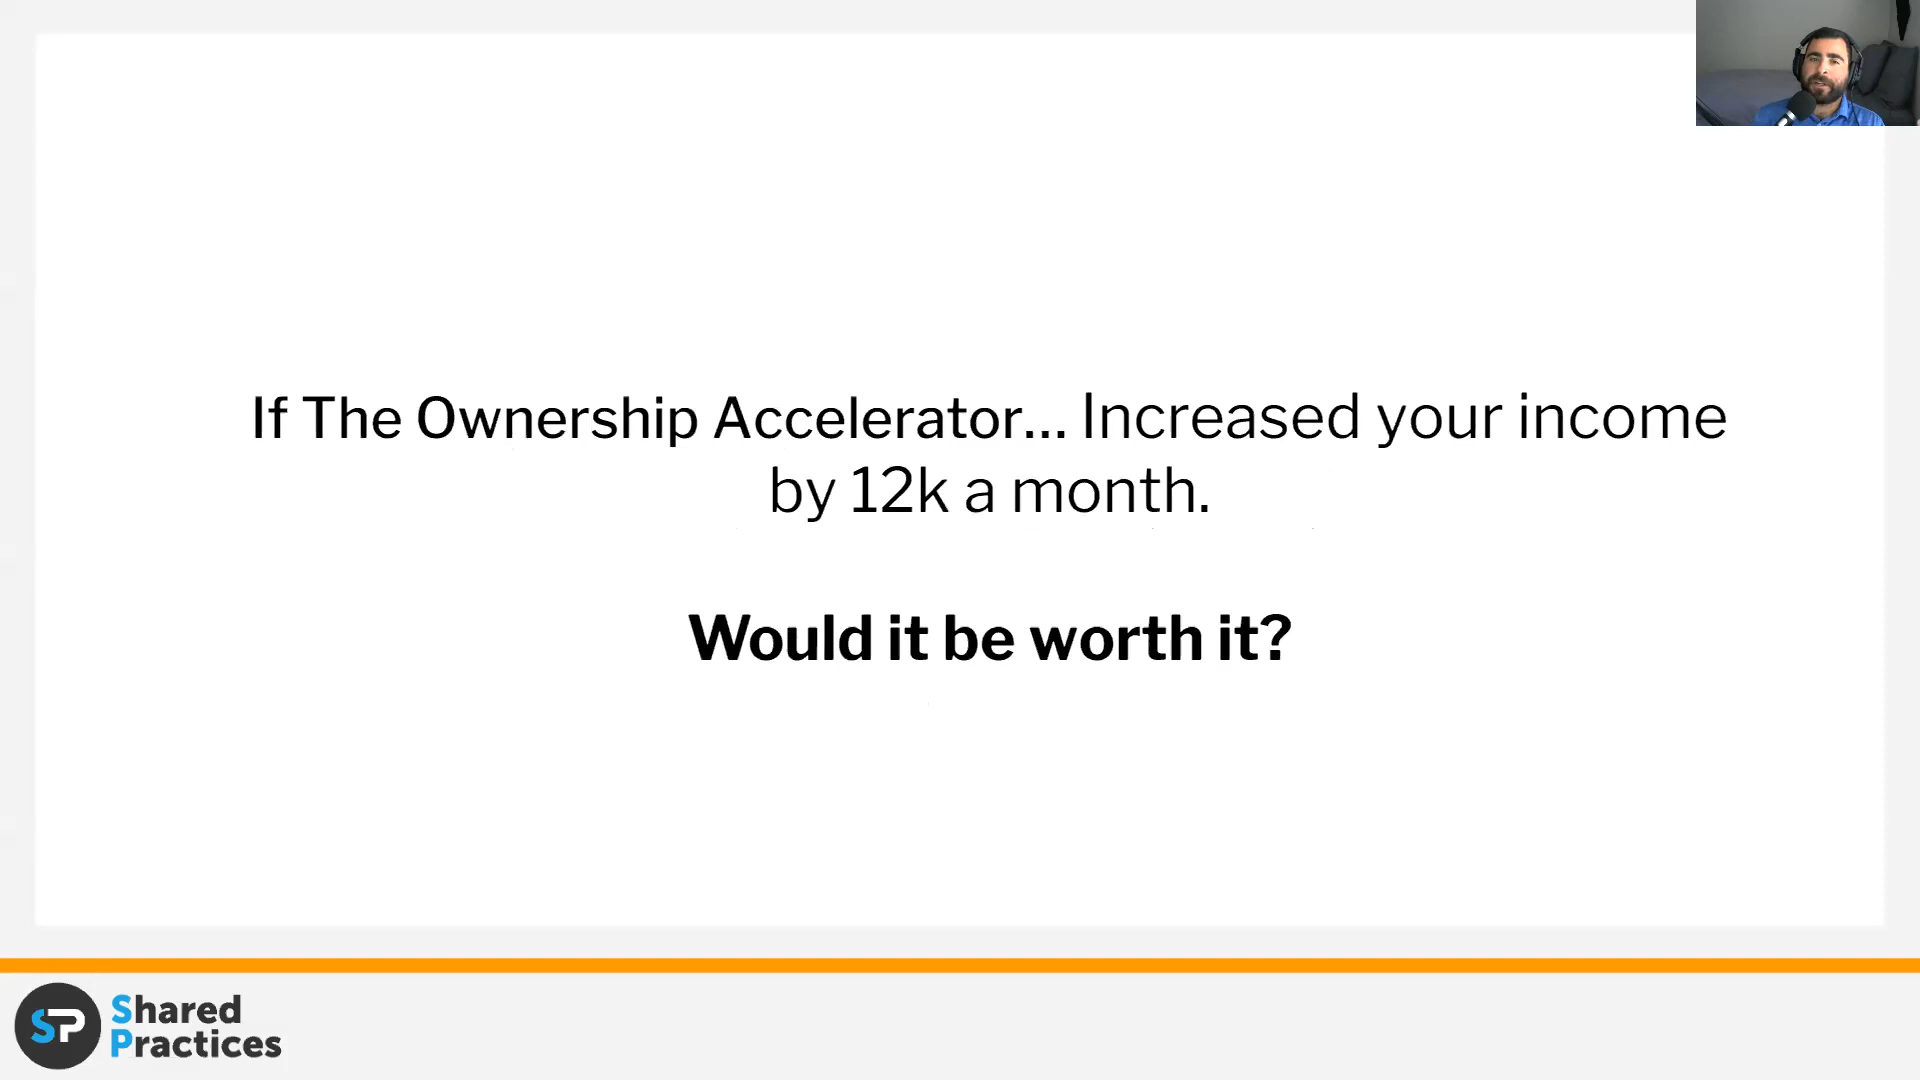 If The Ownership Accelerator... Increased your income
by 12k a month.
Would it be worth it?
SP
Shared
Practices